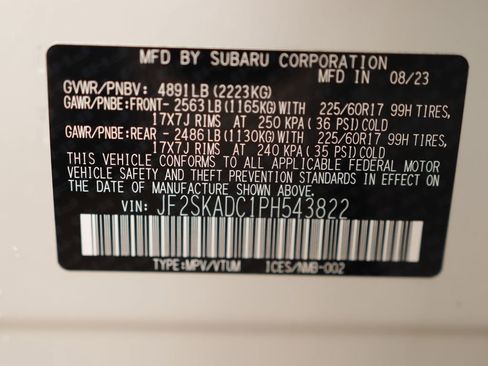 MFD BY SUBARU CORPORATION
MFD IN 08/23
GVWR/PNBV: 4891LB(2223KG)
GAWR/PNBE:FRONT-2563LB(1165KG)WITH 225/60R17 99H TIRES,
17X7J RIMS AT 250 KPA( 36 PSI)COLD
GAWR/PNBE:REAR -2486LB(1130KG)WITH 225/60R17 99H TIRES,
17X7J RIMS AT 240 KPA( 35 PSI)COLD
THIS VEHICLE CONFORMS TO ALL APPLICABLE FEDERAL MOTOR
VEHICLE SAFETY AND THEFT PREVENTION STANDARDS IN EFFECT ON
THE DATE OF MANUFACTURE SHOWN ABOVE.
VIN: JF2SKADC1PH543822
TYPE:MPV/VTUM ICES/NMB-002